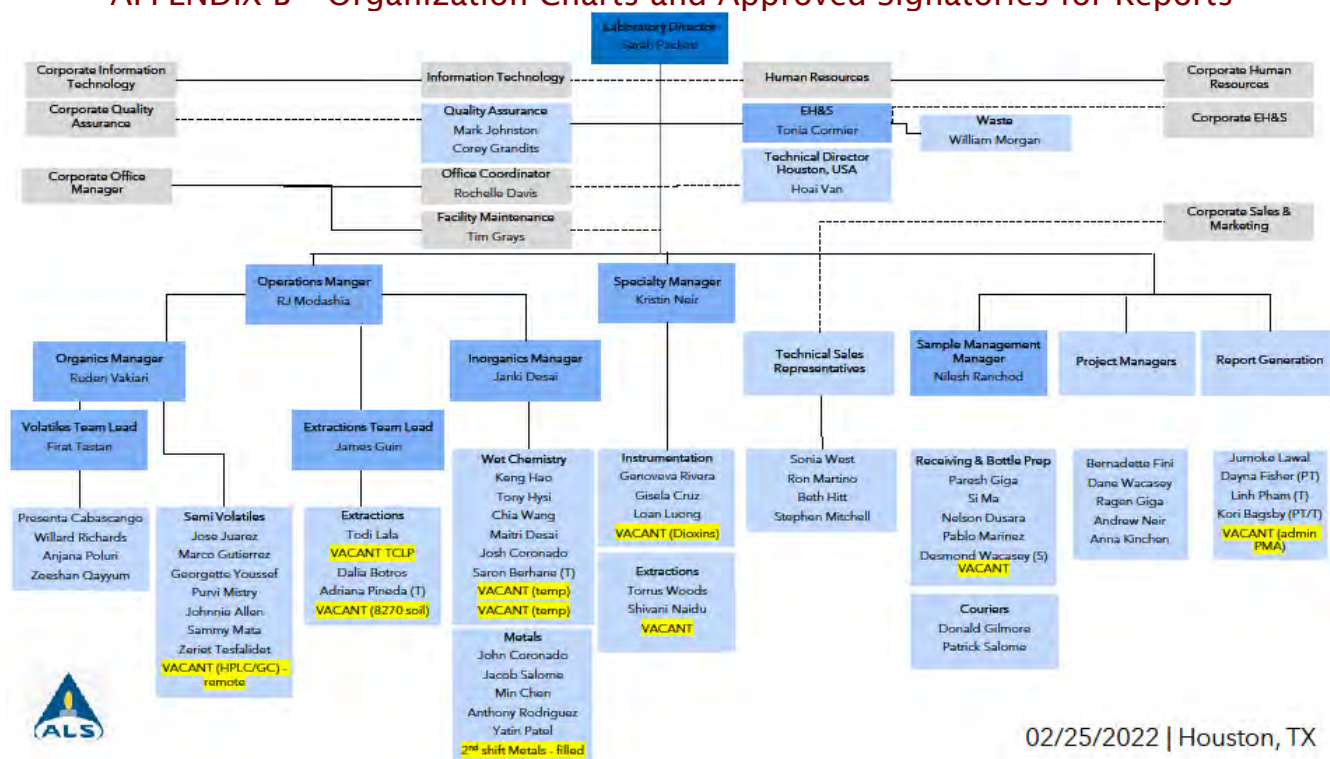 APPENDIX B – Organization Charts and Approved Signatories for Reports
Laboratory Director
Sarah
Corporate Information
Technology
Information Technology
Human Resources
Corporate Human
Resources
Corporate Quality
Assurance
Quality Assurance
Mark Johnston
Corey Grandits
EH&S
Tonia Cormier
Waste
William Morgan
Corporate EH&S
Technical Director
Houston, USA
Hoai Van
Corporate Office
Manager
Office Coordinator
Rochelle Davis
Facility Maintenance
Tim Grays
Corporate Sales &
Marketing
Operations Manger
RJ Modashia
Specialty Manager
Kristin Neir
Organics Manager
Ruden Vakiari
Inorganics Manager
Janki Desai
Technical Sales
Representatives
Sample Management
Manager
Nilesh Ranchod
Project Managers
Report Generation
Volatiles Team Lead
Firat Tastan
Extractions Team Lead
James Guin
Presenta Cabascango
Willard Richards
Anjana Poluri
Zeeshan Qayyum
Semi Volatiles
Jose Juarez
Marco Gutierrez
Georgette Youssef
Purvi Mistry
Johnnie Allen
Sammy Mata
Zeriet Tesfalidet
VACANT (HPLC/GC) -
remote
Extractions
Todi Lala
VACANT TCLP
Dalia Botros
Adriana Pineda (T)
VACANT (8270 soil)
Wet Chemistry
Keng Hao
Tony Hysi
Chia Wang
Maitri Desai
Josh Coronado
Saron Berhane (T)
VACANT (temp)
VACANT (temp)
Metals
John Coronado
Jacob Salome
Min Chen
Anthony Rodriguez
Yatin Patel
2nd shift Metals - filled
Instrumentation
Genoveva Rivera
Gisela Cruz
Loan Luong
VACANT (Dioxins)
Extractions
Torrus Woods
Shivani Naidu
VACANT
Sonia West
Ron Martino
Beth Hitt
Stephen Mitchell
Receiving & Bottle Prep
Paresh Giga
Si Ma
Nelson Dusara
Pablo Marinez
Desmond Wacasey (S)
VACANT
Couriers
Donald Gilmore
Patrick Salome
Bernadette Fini
Dane Wacasey
Ragen Giga
Andrew Neir
Anna Kinchen
Jumoke Lawal
Dayna Fisher (PT)
Linh Pham (T)
Kori Bagsby (PT/T)
VACANT (admin
PMA)
ALS
02/25/2022 | Houston, TX